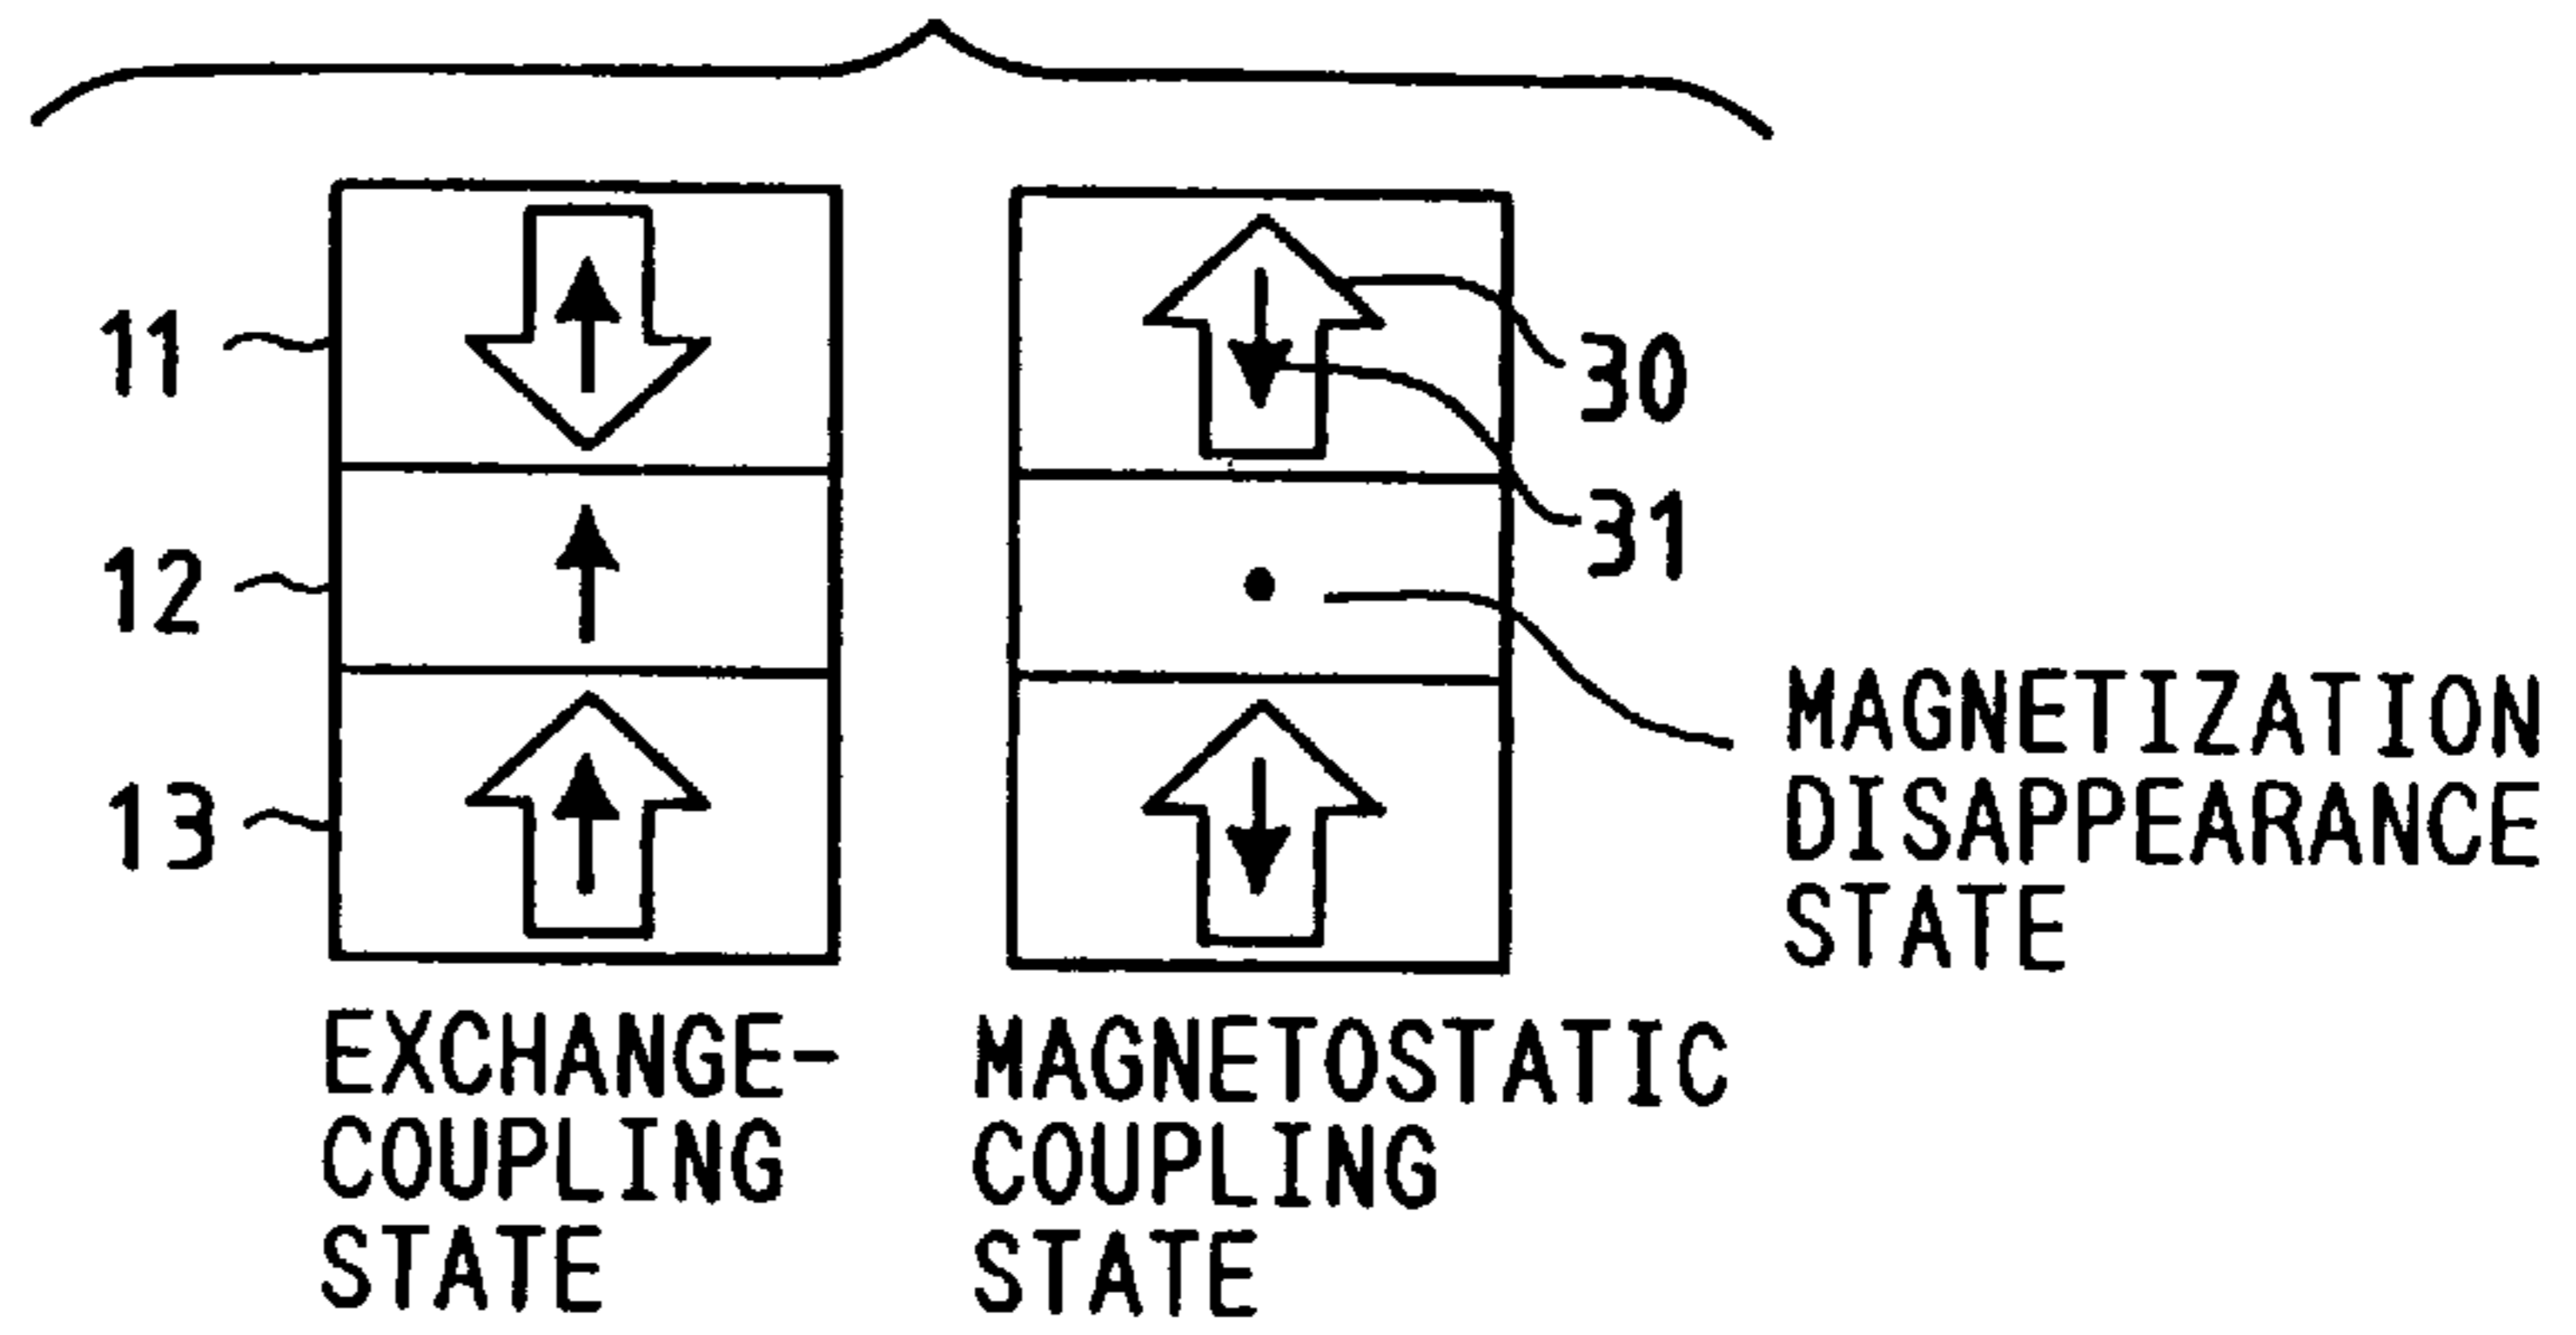 11
12
13
30
31
MAGNETIZATION
DISAPPEARANCE
STATE
EXCHANGE-
COUPLING
STATE
MAGNETOSTATIC
COUPLING
STATE